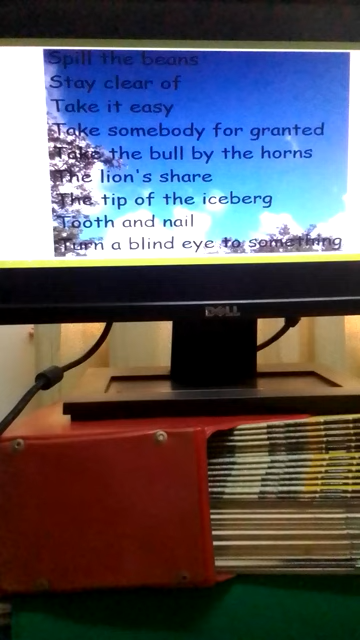 Spill the beans
Stay clear of
Take it easy
Take somebody for granted
Take the bull by the horns
The lion's share
The tip of the iceberg
Tooth and nail
Turn a blind eye to something
DELL